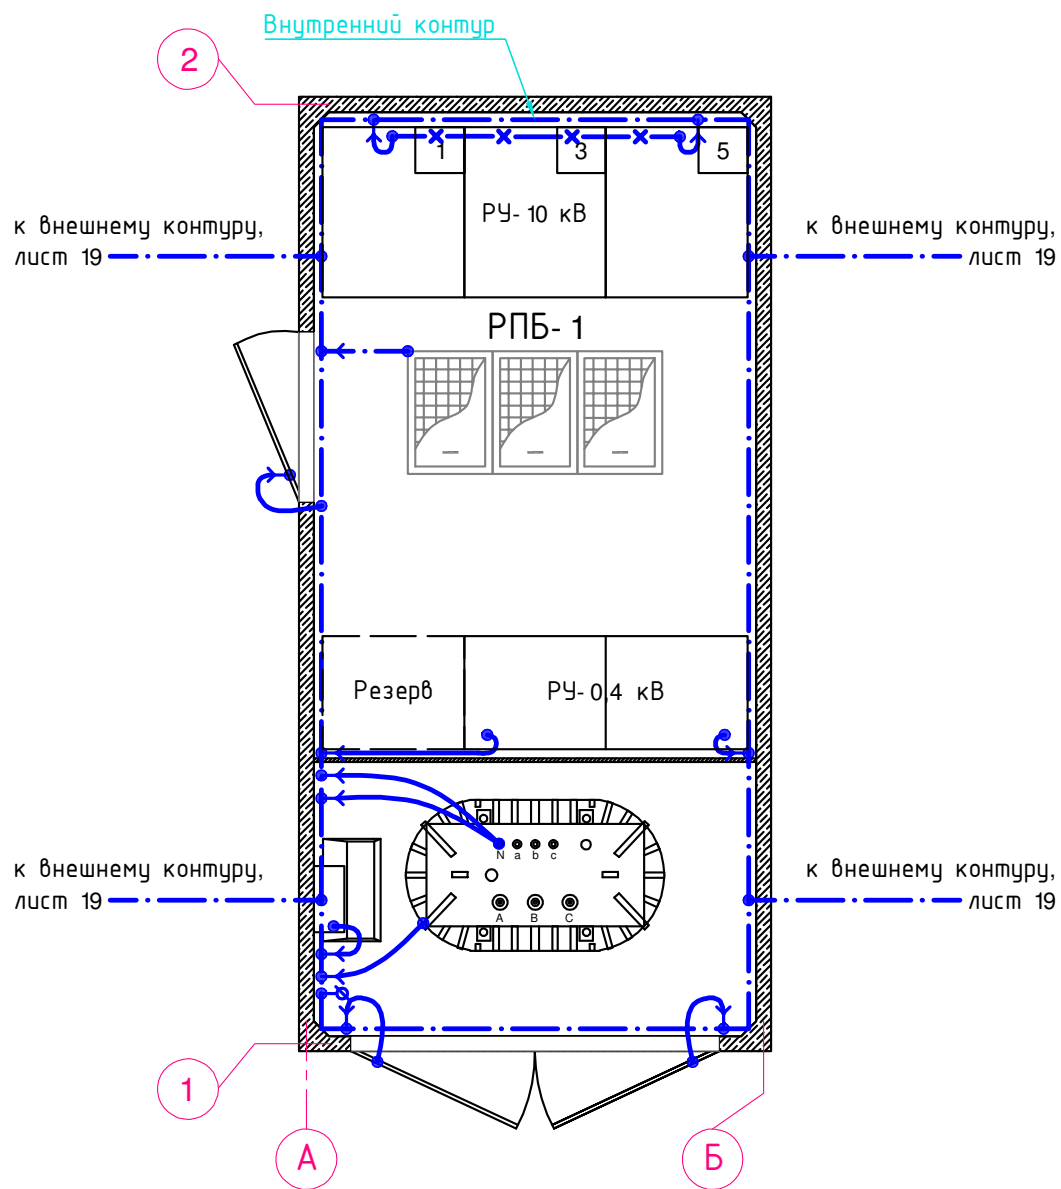 Внутренний контур
2
1
3
5
РУ-10 кВ
к внешнему контуру,
лист 19
к внешнему контуру,
лист 19
РПБ-1
Резерв
РУ-0,4 кВ
N a b c
A B C
к внешнему контуру,
лист 19
к внешнему контуру,
лист 19
1
А
Б